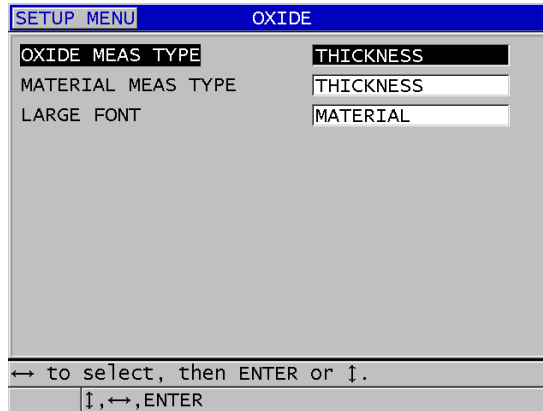 SETUP MENU OXIDE
OXIDE MEAS TYPE THICKNESS
MATERIAL MEAS TYPE THICKNESS
LARGE FONT MATERIAL
↔ to select, then ENTER or ↕.
↕,↔,ENTER